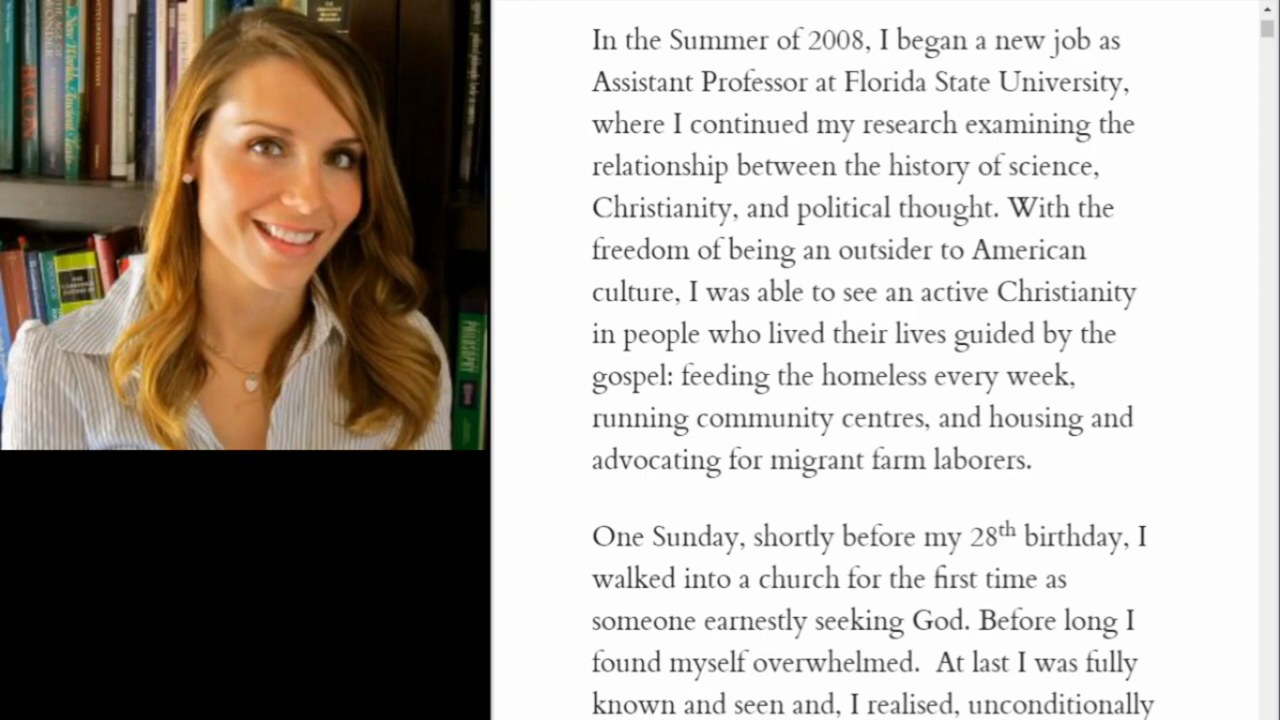 BACON
PHILOSOPHY
In the Summer of 2008, I began a new job as
Assistant Professor at Florida State University,
where I continued my research examining the
relationship between the history of science,
Christianity, and political thought. With the
freedom of being an outsider to American
culture, I was able to see an active Christianity
in people who lived their lives guided by the
gospel: feeding the homeless every week,
running community centres, and housing and
advocating for migrant farm laborers.
One Sunday, shortly before my 28th birthday, I
walked into a church for the first time as
someone earnestly seeking God. Before long I
found myself overwhelmed. At last I was fully
known and seen and, I realised, unconditionally